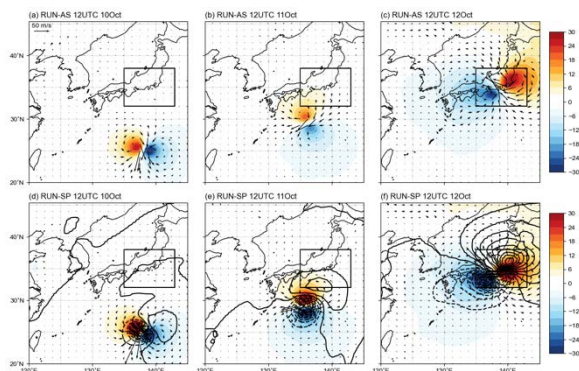 (a) RUN-AS 12UTC 10Oct
(b) RUN-AS 12UTC 11Oct
(c) RUN-AS 12UTC 12Oct
50 m/s
40°N
30°N
20°N
30
24
18
12
6
0
-6
-12
-18
-24
-30
(d) RUN-SP 12UTC 10Oct
(e) RUN-SP 12UTC 11Oct
(f) RUN-SP 12UTC 12Oct
40°N
30°N
20°N
30
24
18
12
6
0
-6
-12
-18
-24
-30